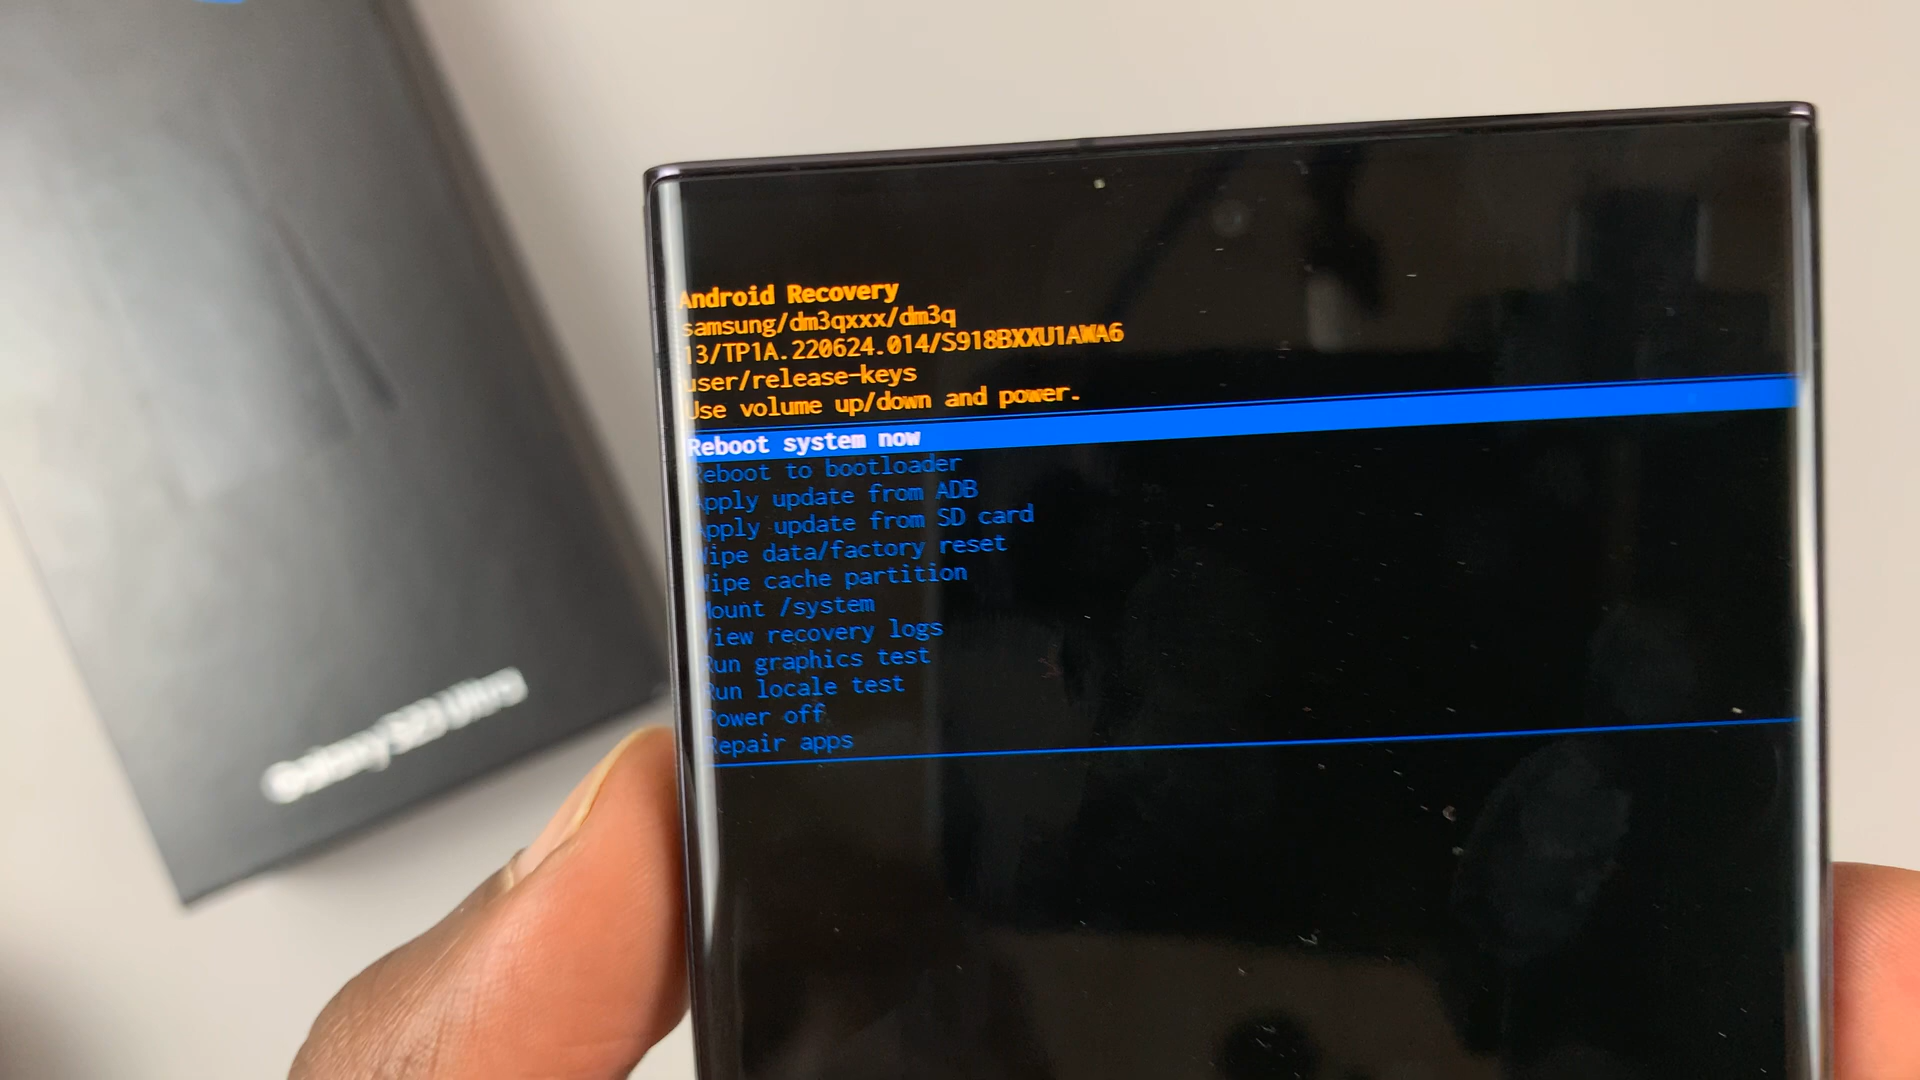 Android Recovery
samsung/dm3qxxx/dm3q
13/TP1A.220624.014/S918BXXU1AWA6
user/release-keys
Use volume up/down and power.
Reboot system now
Reboot to bootloader
Apply update from ADB
Apply update from SD card
Wipe data/factory reset
Wipe cache partition
Mount /system
View recovery logs
Run graphics test
Run locale test
Power off
Repair apps
Galaxy S23 Ultra